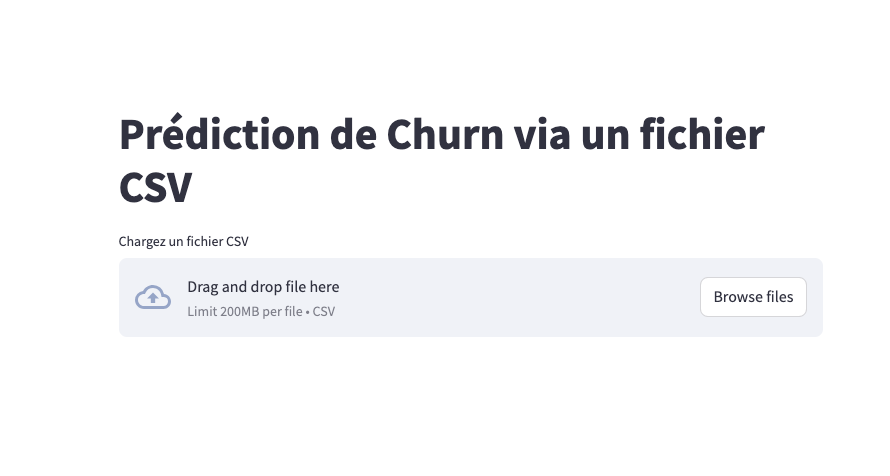 Prédiction de Churn via un fichier
CSV
Chargez un fichier CSV
Drag and drop file here
Limit 200MB per file • CSV
Browse files